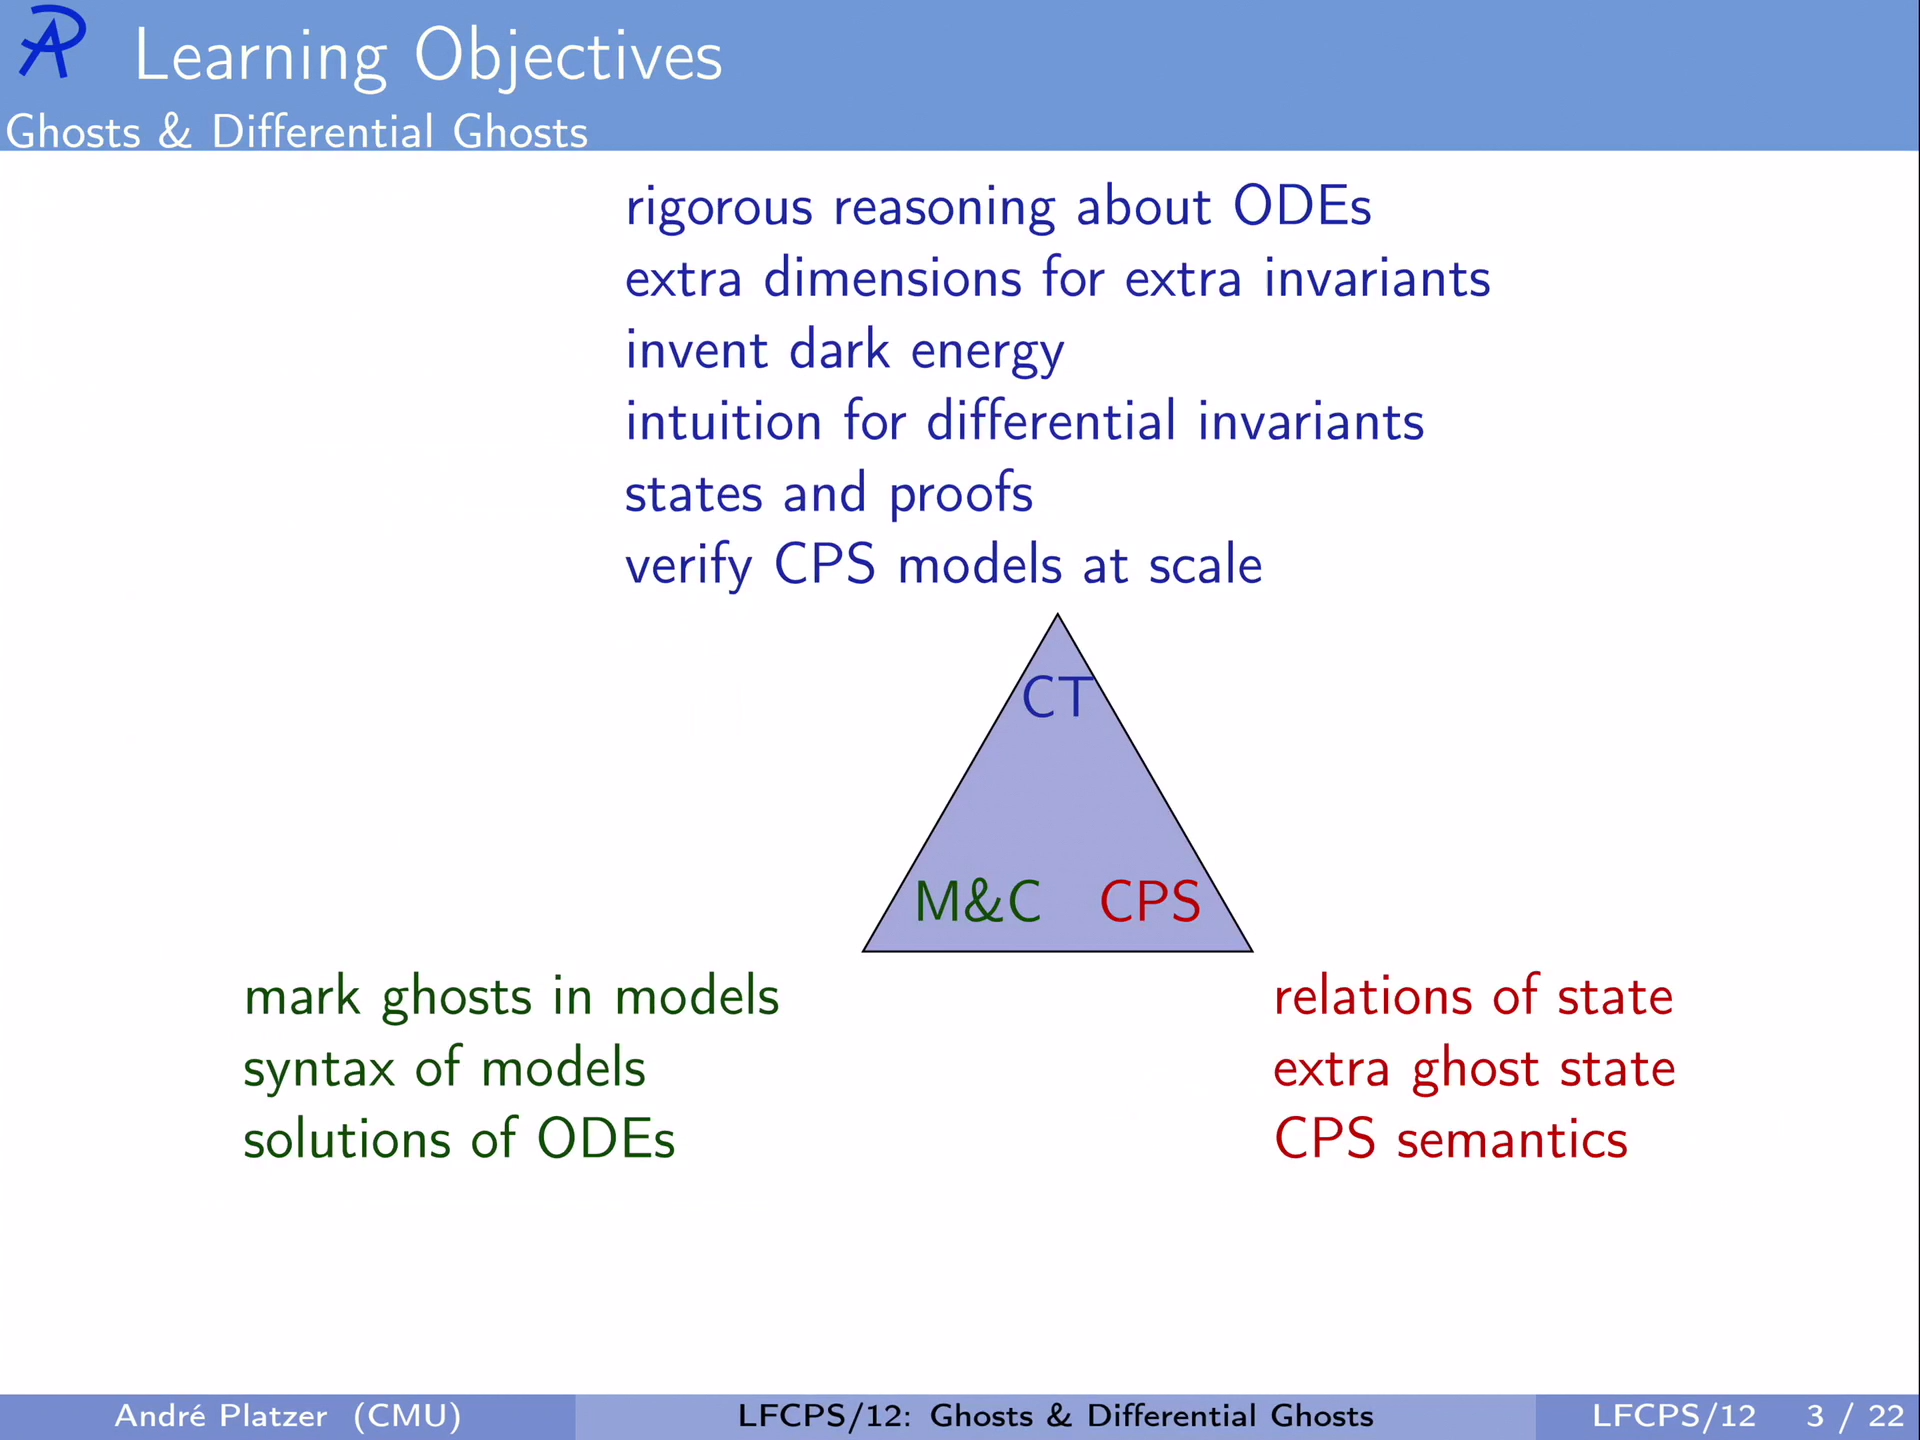 Learning Objectives
Ghosts & Differential Ghosts
rigorous reasoning about ODEs
extra dimensions for extra invariants
invent dark energy
intuition for differential invariants
states and proofs
verify CPS models at scale
CT
M&C CPS
mark ghosts in models
syntax of models
solutions of ODEs
relations of state
extra ghost state
CPS semantics
André Platzer (CMU) LFCPS/12: Ghosts & Differential Ghosts LFCPS/12 3 / 22